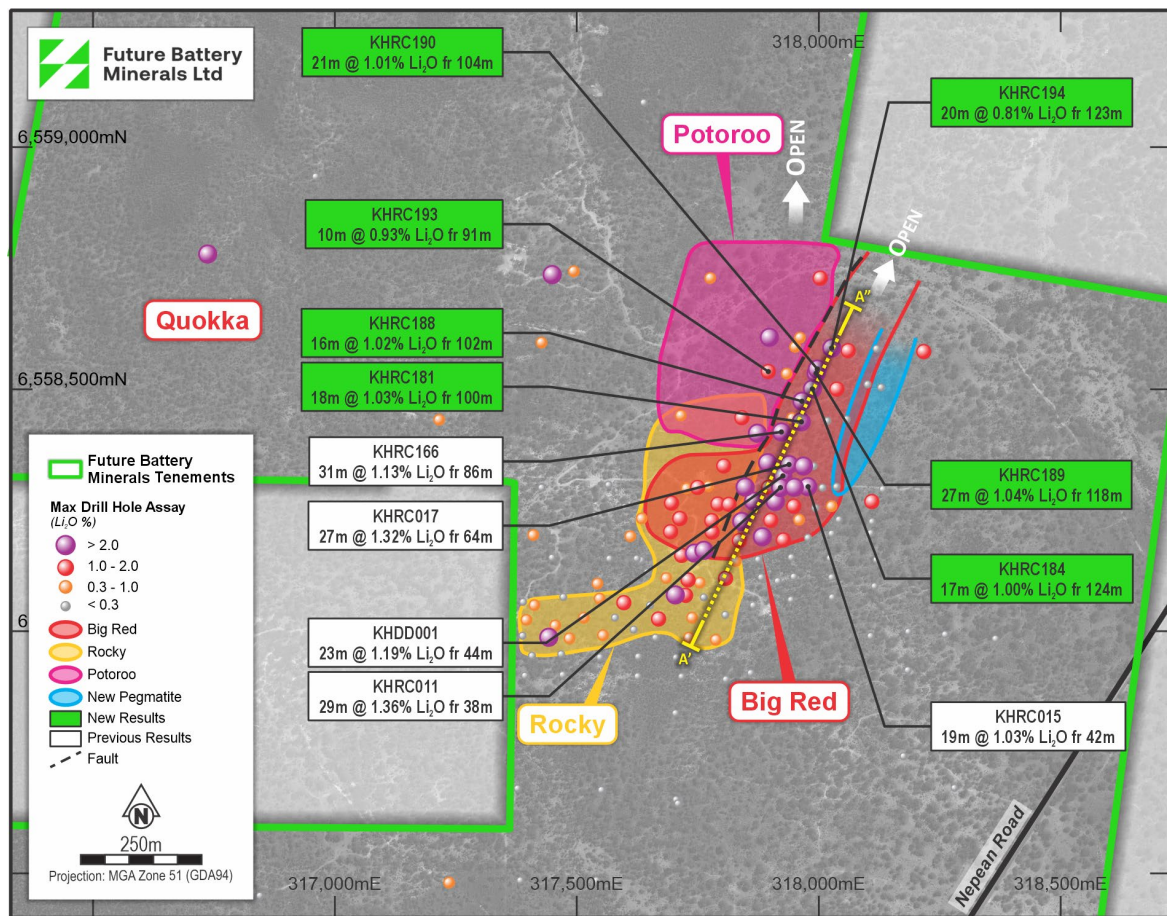 Future Battery
Minerals Ltd
KHRC190
21m @ 1.01% Li₂O fr 104m
318,000mE
KHRC194
20m @ 0.81% Li₂O fr 123m
6,559,000mN
Potoroo
OPEN
OPEN
KHRC193
10m @ 0.93% Li₂O fr 91m
A"
Quokka
KHRC188
16m @ 1.02% Li₂O fr 102m
6,558,500mN
KHRC181
18m @ 1.03% Li₂O fr 100m
KHRC166
31m @ 1.13% Li₂O fr 86m
KHRC189
27m @ 1.04% Li₂O fr 118m
KHRC017
27m @ 1.32% Li₂O fr 64m
KHRC184
17m @ 1.00% Li₂O fr 124m
KHDD001
23m @ 1.19% Li₂O fr 44m
A'
KHRC011
29m @ 1.36% Li₂O fr 38m
Big Red
Rocky
KHRC015
19m @ 1.03% Li₂O fr 42m
Future Battery
Minerals Tenements
Max Drill Hole Assay
(Li₂O %)
> 2.0
1.0 - 2.0
0.3 - 1.0
< 0.3
Big Red
Rocky
Potoroo
New Pegmatite
New Results
Previous Results
Fault
N
250m
Projection: MGA Zone 51 (GDA94)
6
317,000mE
317,500mE
318,000mE
318,500mE
Nepean Road